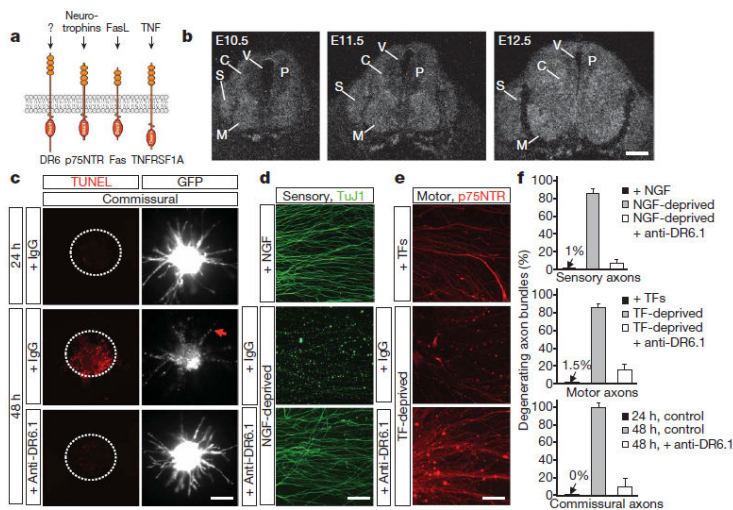 a
Neuro-
? trophins FasL TNF
DR6 p75NTR Fas TNFRSF1A
b
E10.5
V
C
P
S
M
E11.5
V
C
P
S
M
E12.5
V
C
P
S
M
c
TUNEL GFP
Commissural
24 h
+ IgG
48 h
+ IgG
+ Anti-DR6.1
d
Sensory, TuJ1
+ NGF
NGF-deprived
+ IgG
+ Anti-DR6.1
e
Motor, p75NTR
+ TFs
TF-deprived
+ IgG
+ Anti-DR6.1
f
Degenerating axon bundles (%)
100
80
60
40
20
0
+ NGF
NGF-deprived
NGF-deprived
+ anti-DR6.1
1%
Sensory axons
100
80
60
40
20
0
+ TFs
TF-deprived
TF-deprived
+ anti-DR6.1
1.5%
Motor axons
100
80
60
40
20
0
24 h, control
48 h, control
48 h, + anti-DR6.1
0%
Commissural axons